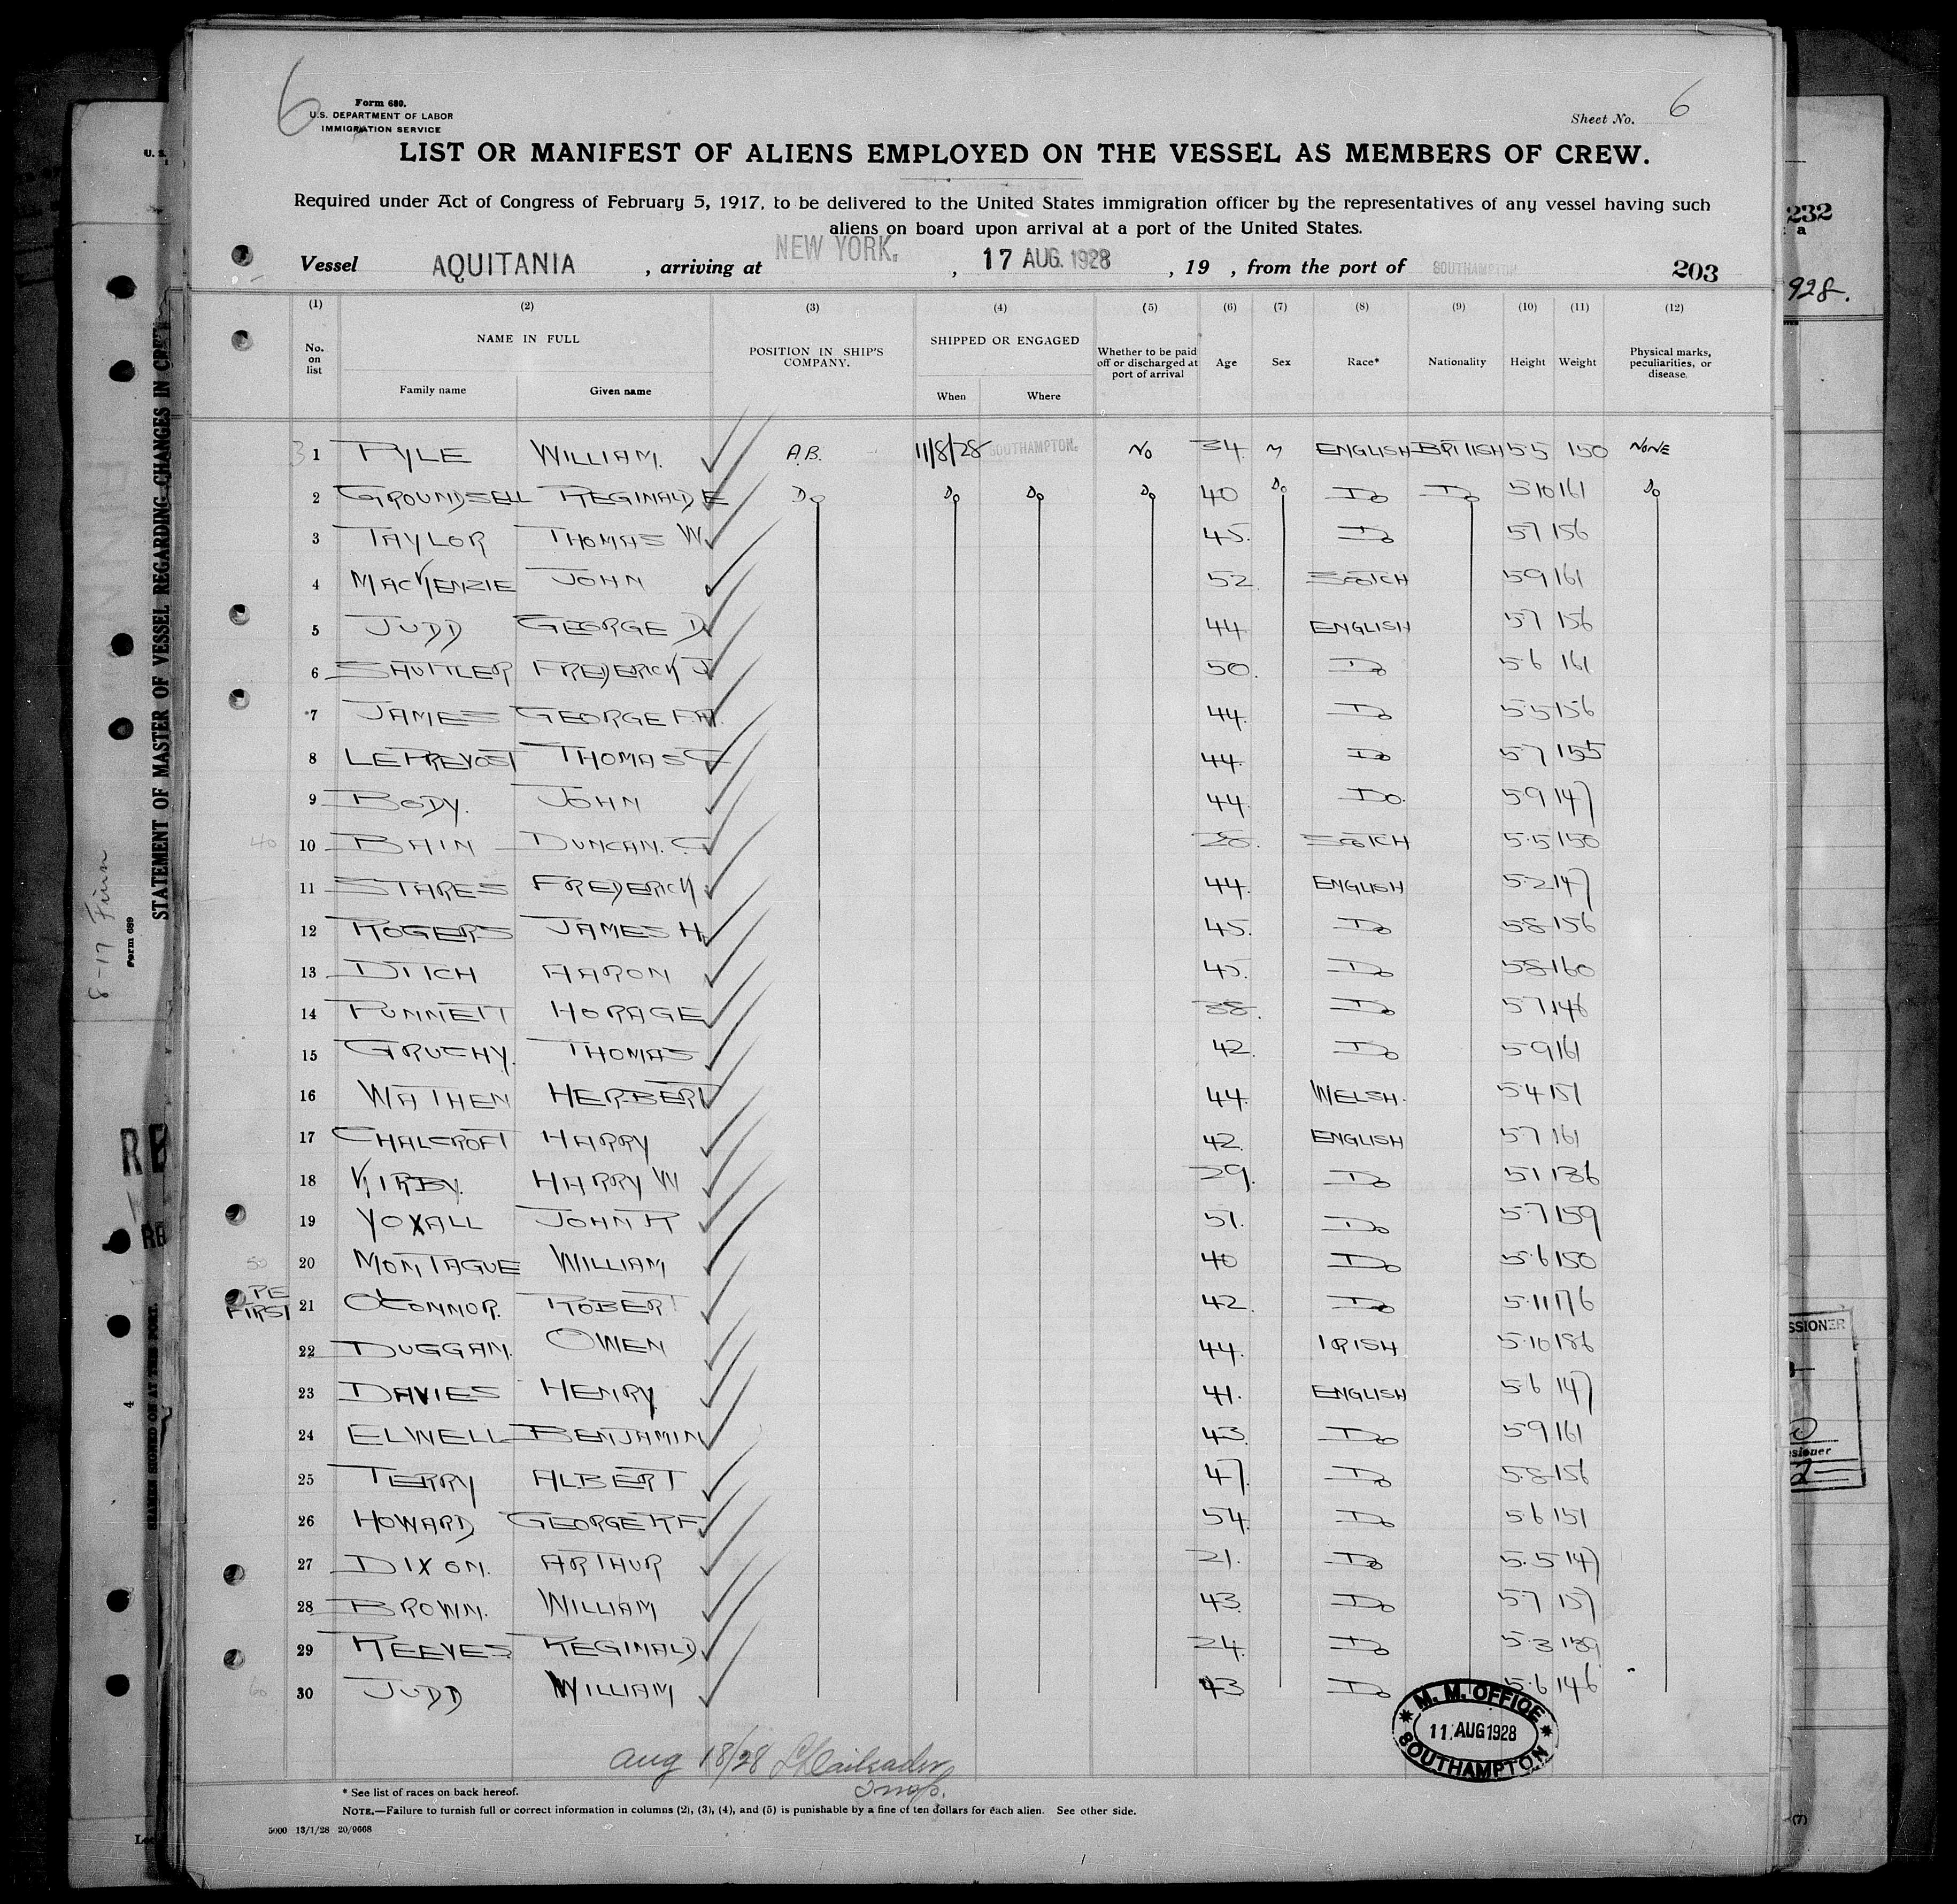 6
Form 680.
U.S. DEPARTMENT OF LABOR
IMMIGRATION SERVICE
Sheet No. 6
LIST OR MANIFEST OF ALIENS EMPLOYED ON THE VESSEL AS MEMBERS OF CREW.
Required under Act of Congress of February 5, 1917, to be delivered to the United States immigration officer by the representatives of any vessel having such
aliens on board upon arrival at a port of the United States.
Vessel AQUITANIA , arriving at NEW YORK. , 17 AUG. 1928 , 19 , from the port of SOUTHAMPTON 203
(1) (2) (3) (4) (5) (6) (7) (8) (9) (10) (11) (12)
No. on list NAME IN FULL Family name Given name POSITION IN SHIP'S COMPANY. SHIPPED OR ENGAGED When Where Whether to be paid off or discharged at port of arrival Age Sex Race* Nationality Height Weight Physical marks, peculiarities, or disease.
1 PYLE WILLIAM. A.B. 11/8/28 SOUTHAMPTON. No 34 M ENGLISH BRITISH 5.5 150 NONE
2 GROUNDSELL REGINALD E Do Do Do Do 40 Do Do Do 5 10 161 Do
3 TAYLOR THOMAS W. 45. Do 5.7 156
4 MACKENZIE JOHN 52 SCOTCH 5.9 161
5 JUDD GEORGE D 44 ENGLISH 5.7 156
6 SHUTTLER FREDERICK J 50. Do 5.6 161
7 JAMES GEORGE F.A. 44. Do 5.5 156
8 LE PREVOST THOMAS G 44. Do 5.7 155
9 BODY. JOHN 44. Do. 5.9 147
10 BAIN DUNCAN. G 28. SCOTCH 5.5 150
11 STARES FREDERICK 44. ENGLISH 5.2 147
12 ROGERS JAMES H. 45. Do 5.8 156
13 DITCH AARON 45. Do 5.8 160
14 PUNNETT HORACE 38. Do 5.7 146
15 GRUCHY. THOMAS 42. Do 5.9 161
16 WATHEN HERBERT 44. WELSH. 5.4 151
17 CHALCROFT HARRY 42. ENGLISH 5.7 161
18 KIRBY. HARRY W 29. Do 5.1 136
19 YOXALL JOHN R 51. Do 5.7 159
20 MONTAGUE WILLIAM 40 Do 5.6 150
21 O'CONNOR. ROBERT 42. Do 5.11 176
22 DUGGAN. OWEN 44. IRISH 5.10 186
23 DAVIES HENRY 41. ENGLISH 5.6 147
24 ELWELL BENJAMIN 43. Do 5.9 161
25 TERRY ALBERT 47. Do 5.8 156
26 HOWARD GEORGE R F 54. Do 5.6 151
27 DIXON. ARTHUR 21. Do 5.5 147
28 BROWN. WILLIAM 43. Do 5.7 157
29 REEVES REGINALD 24. Do 5.3 139
30 JUDD WILLIAM 43 Do 5.6 146
M. M. OFFICE
11 AUG 1928
SOUTHAMPTON
Aug 18/28
Insp.
* See list of races on back hereof.
NOTE.—Failure to furnish full or correct information in columns (2), (3), (4), and (5) is punishable by a fine of ten dollars for each alien. See other side.
5000 13/1/28 20/9668
STATEMENT OF MASTER OF VESSEL REGARDING CHANGES IN CREW
Form 689
232
928.